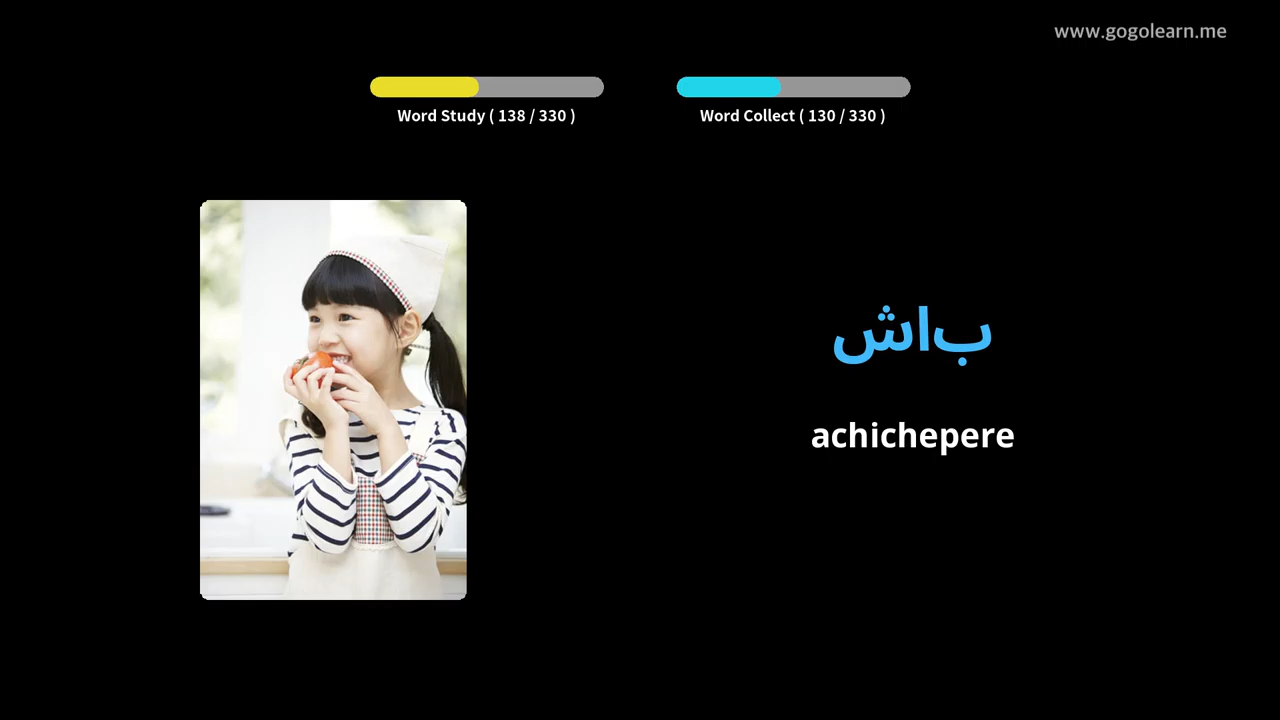 www.gogolearn.me
Word Study ( 138 / 330 )
Word Collect ( 130 / 330 )
ب‌اش
achichepere